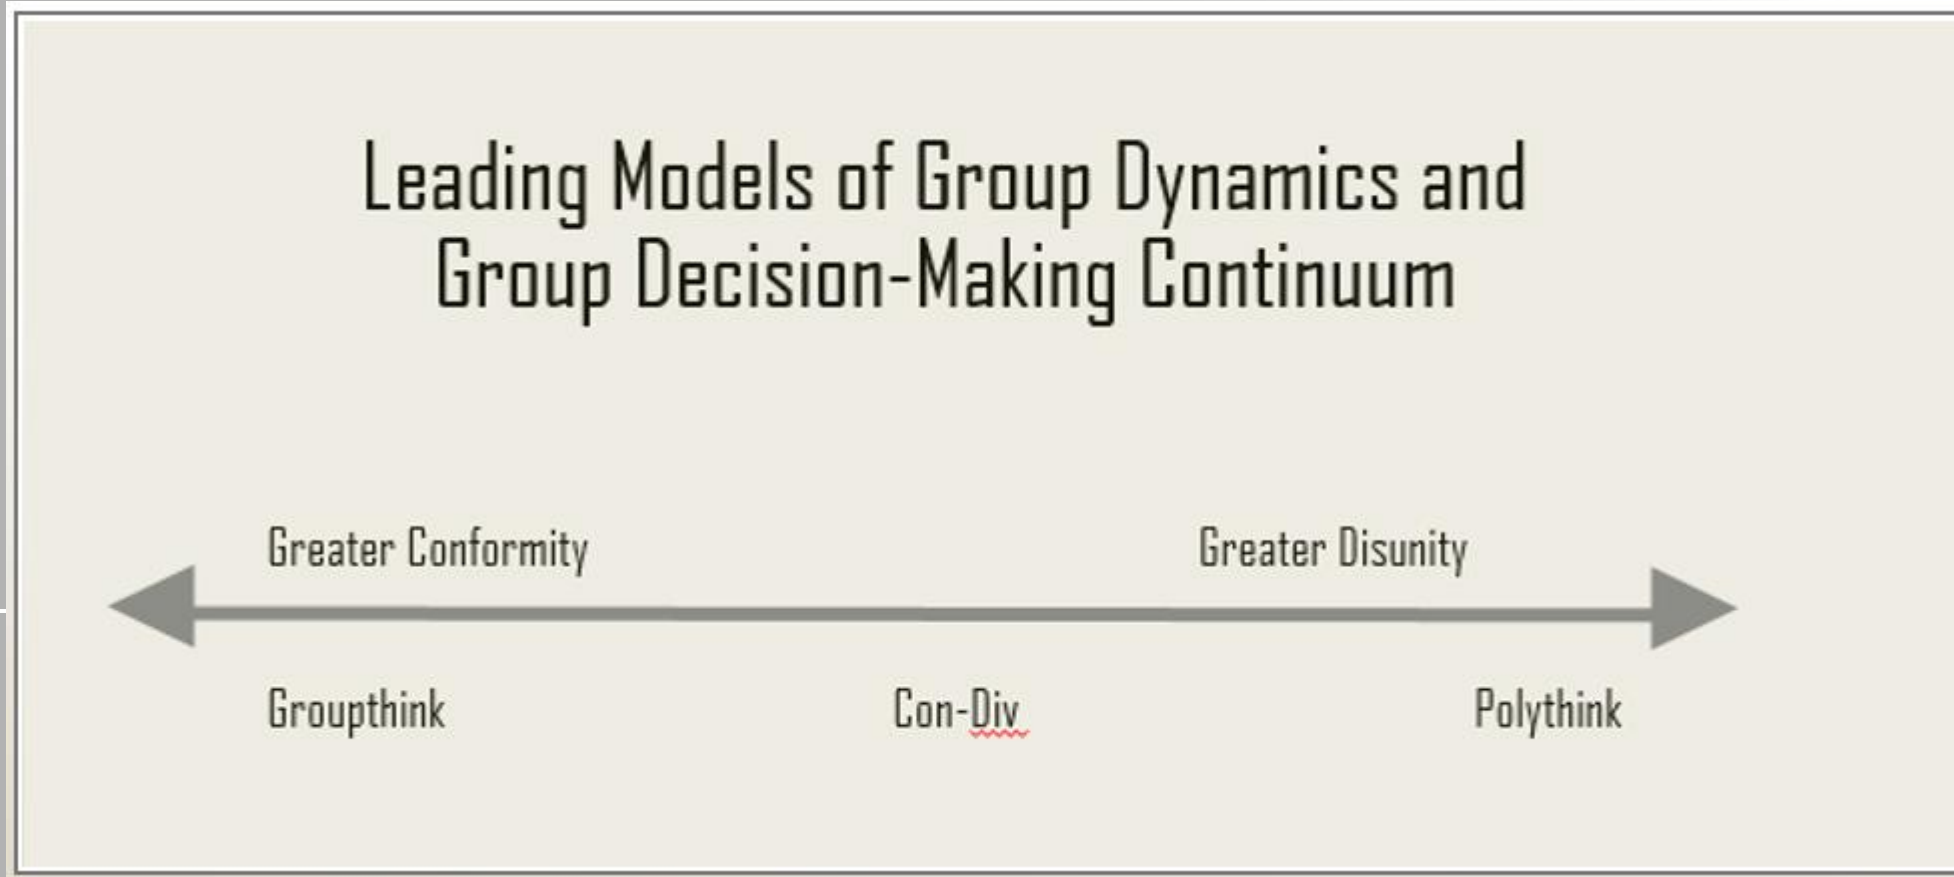 Leading Models of Group Dynamics and
Group Decision-Making Continuum
Greater Conformity
Greater Disunity
Groupthink
Con-Div
Polythink